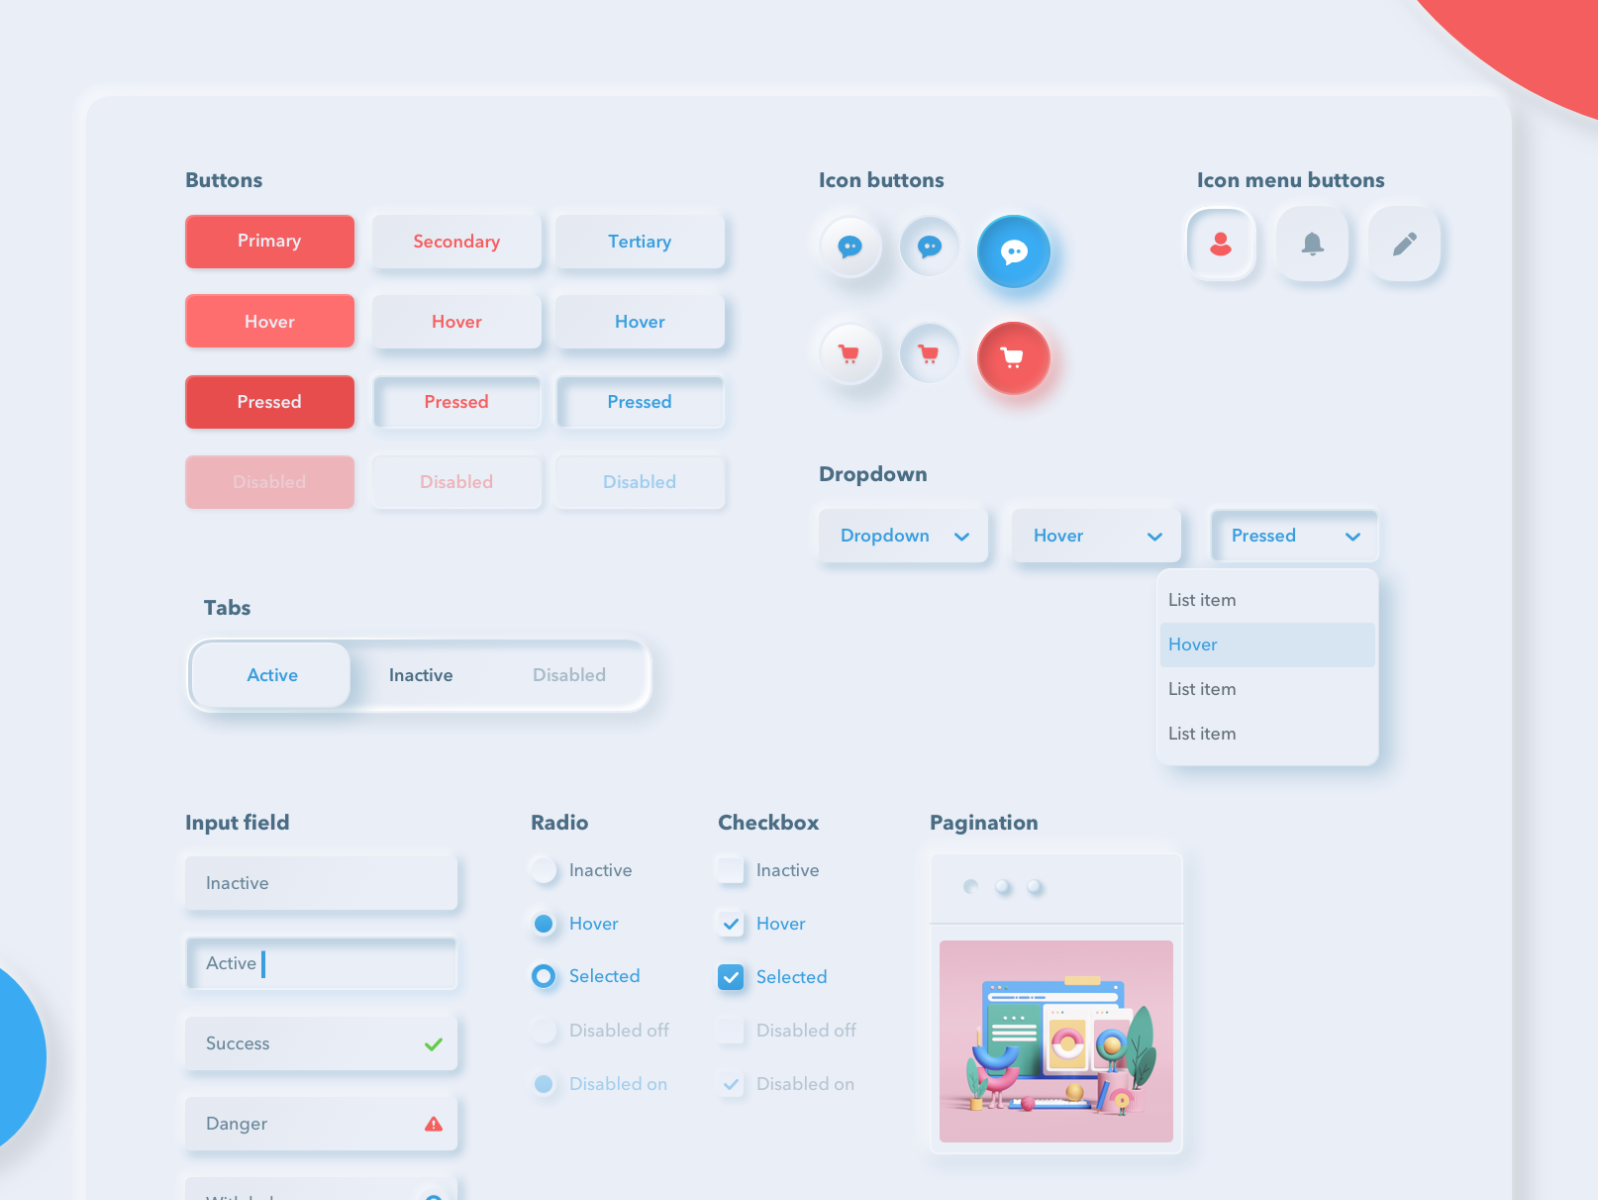 Buttons
Primary
Secondary
Tertiary
Hover
Hover
Hover
Pressed
Pressed
Pressed
Disabled
Disabled
Disabled
Icon buttons
Icon menu buttons
Dropdown
Dropdown
Hover
Pressed
List item
Hover
List item
List item
Tabs
Active
Inactive
Disabled
Input field
Inactive
Active
Success
Danger
Radio
Inactive
Hover
Selected
Disabled off
Disabled on
Checkbox
Inactive
Hover
Selected
Disabled off
Disabled on
Pagination